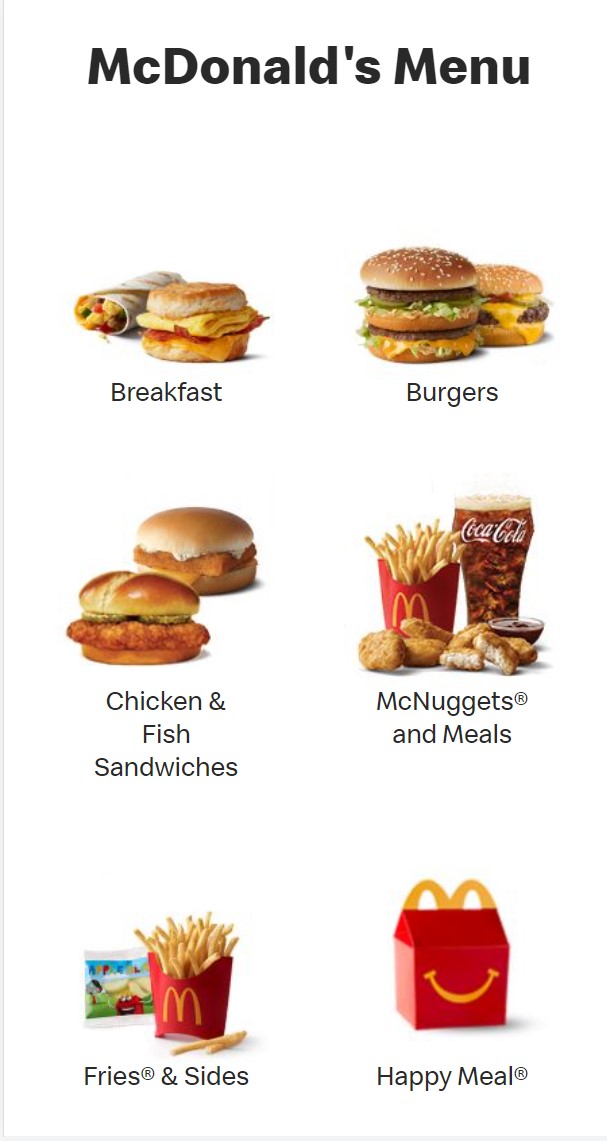 McDonald's Menu
Breakfast
Burgers
Coca-Cola
Chicken &
Fish
Sandwiches
McNuggets®
and Meals
Fries® & Sides
Happy Meal®